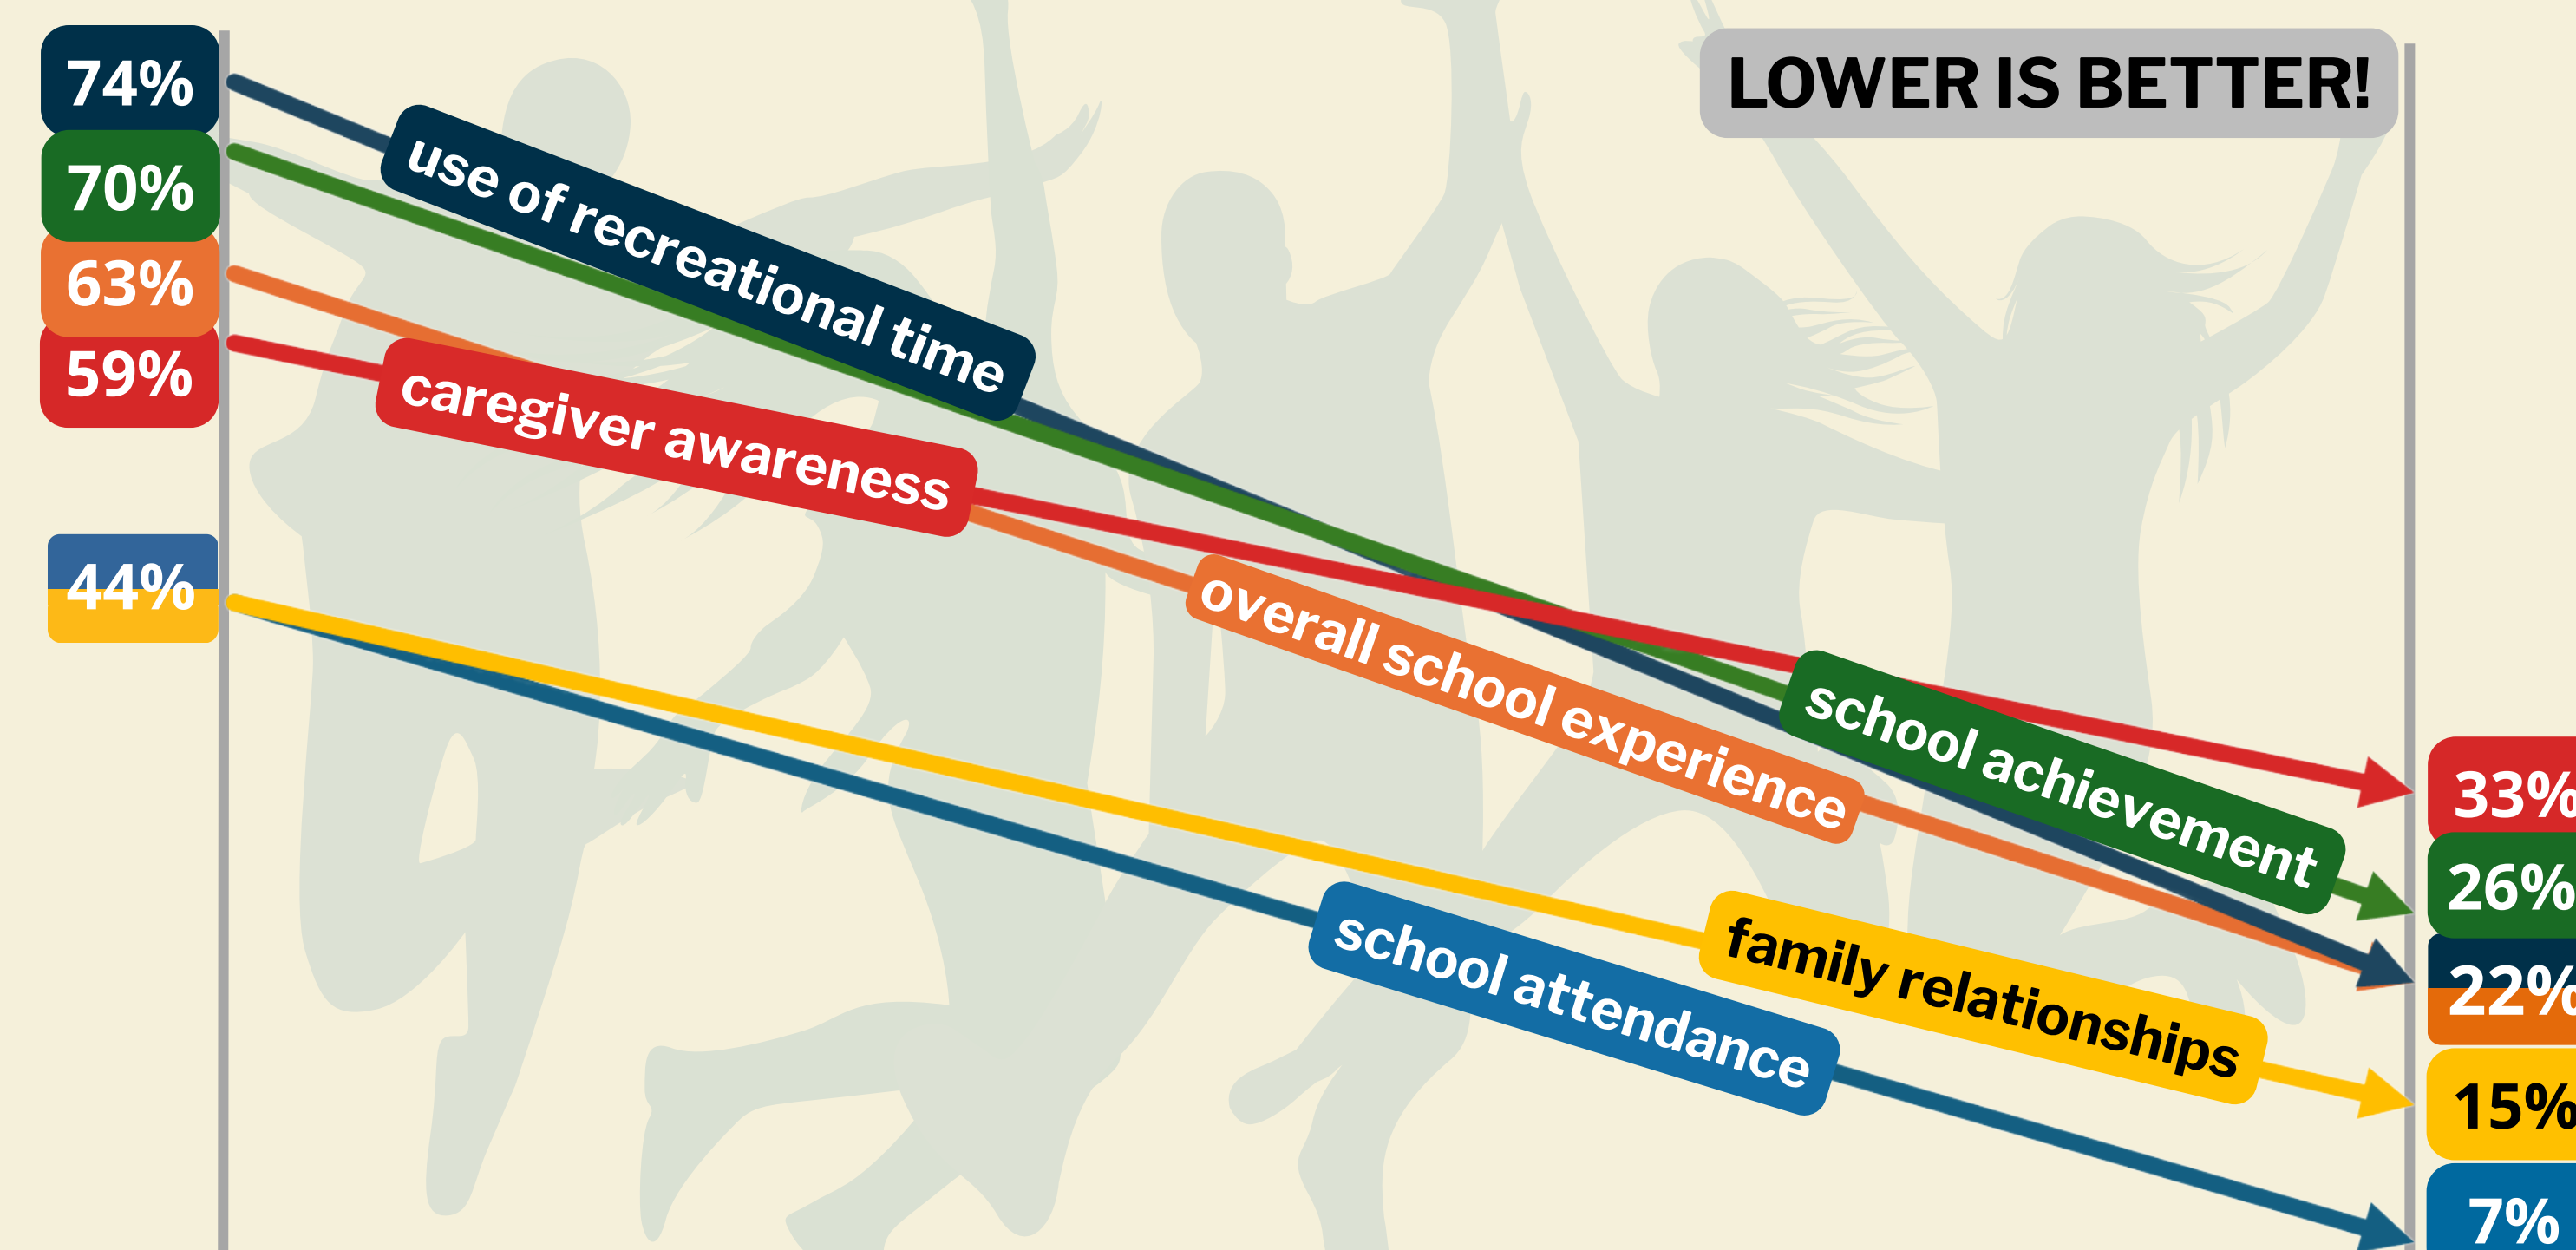 74%
70%
63%
59%
44%
LOWER IS BETTER!
use of recreational time
caregiver awareness
overall school experience
school achievement
family relationships
school attendance
33%
26%
22%
15%
7%